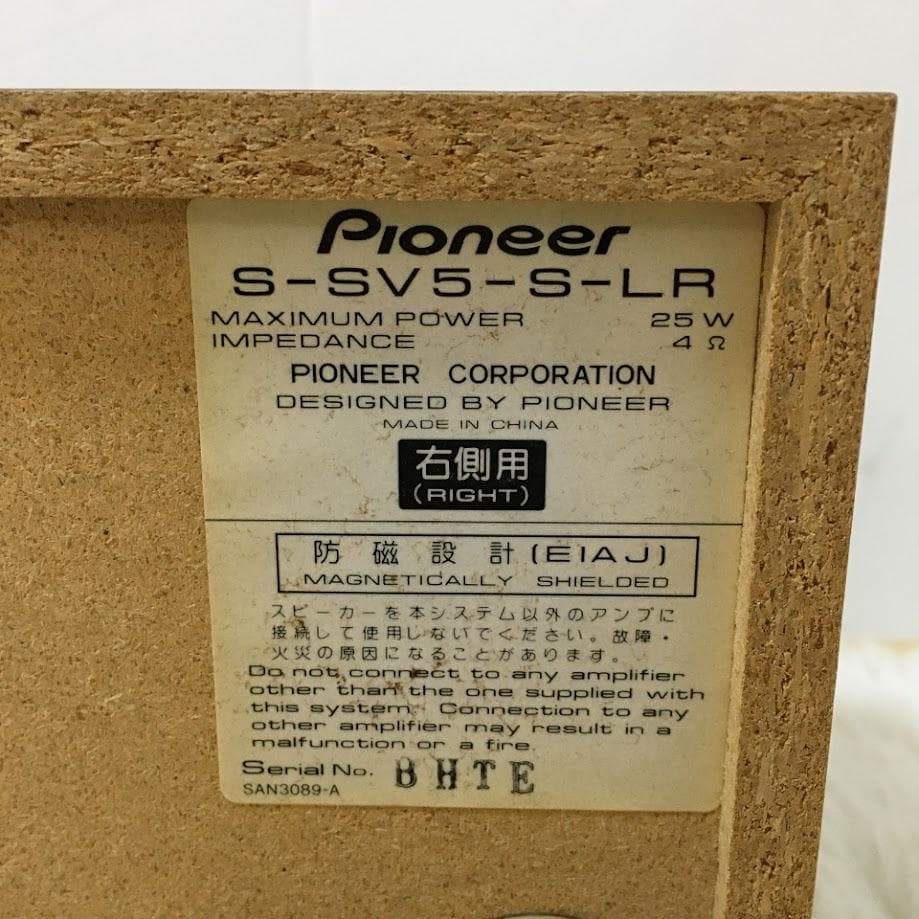 Pioneer
S-SV5-S-LR
MAXIMUM POWER 25 W
IMPEDANCE 4 Ω
PIONEER CORPORATION
DESIGNED BY PIONEER
MADE IN CHINA
右側用
(RIGHT)
防磁設計(EIAJ)
MAGNETICALLY SHIELDED
スピーカーを本システム以外のアンプに
接続して使用しないでください。故障・
火災の原因になることがあります。
Do not connect to any amplifier
other than the one supplied with
this system. Connection to any
other amplifier may result in a
malfunction or a fire.
Serial No. BHTE
SAN3089-A